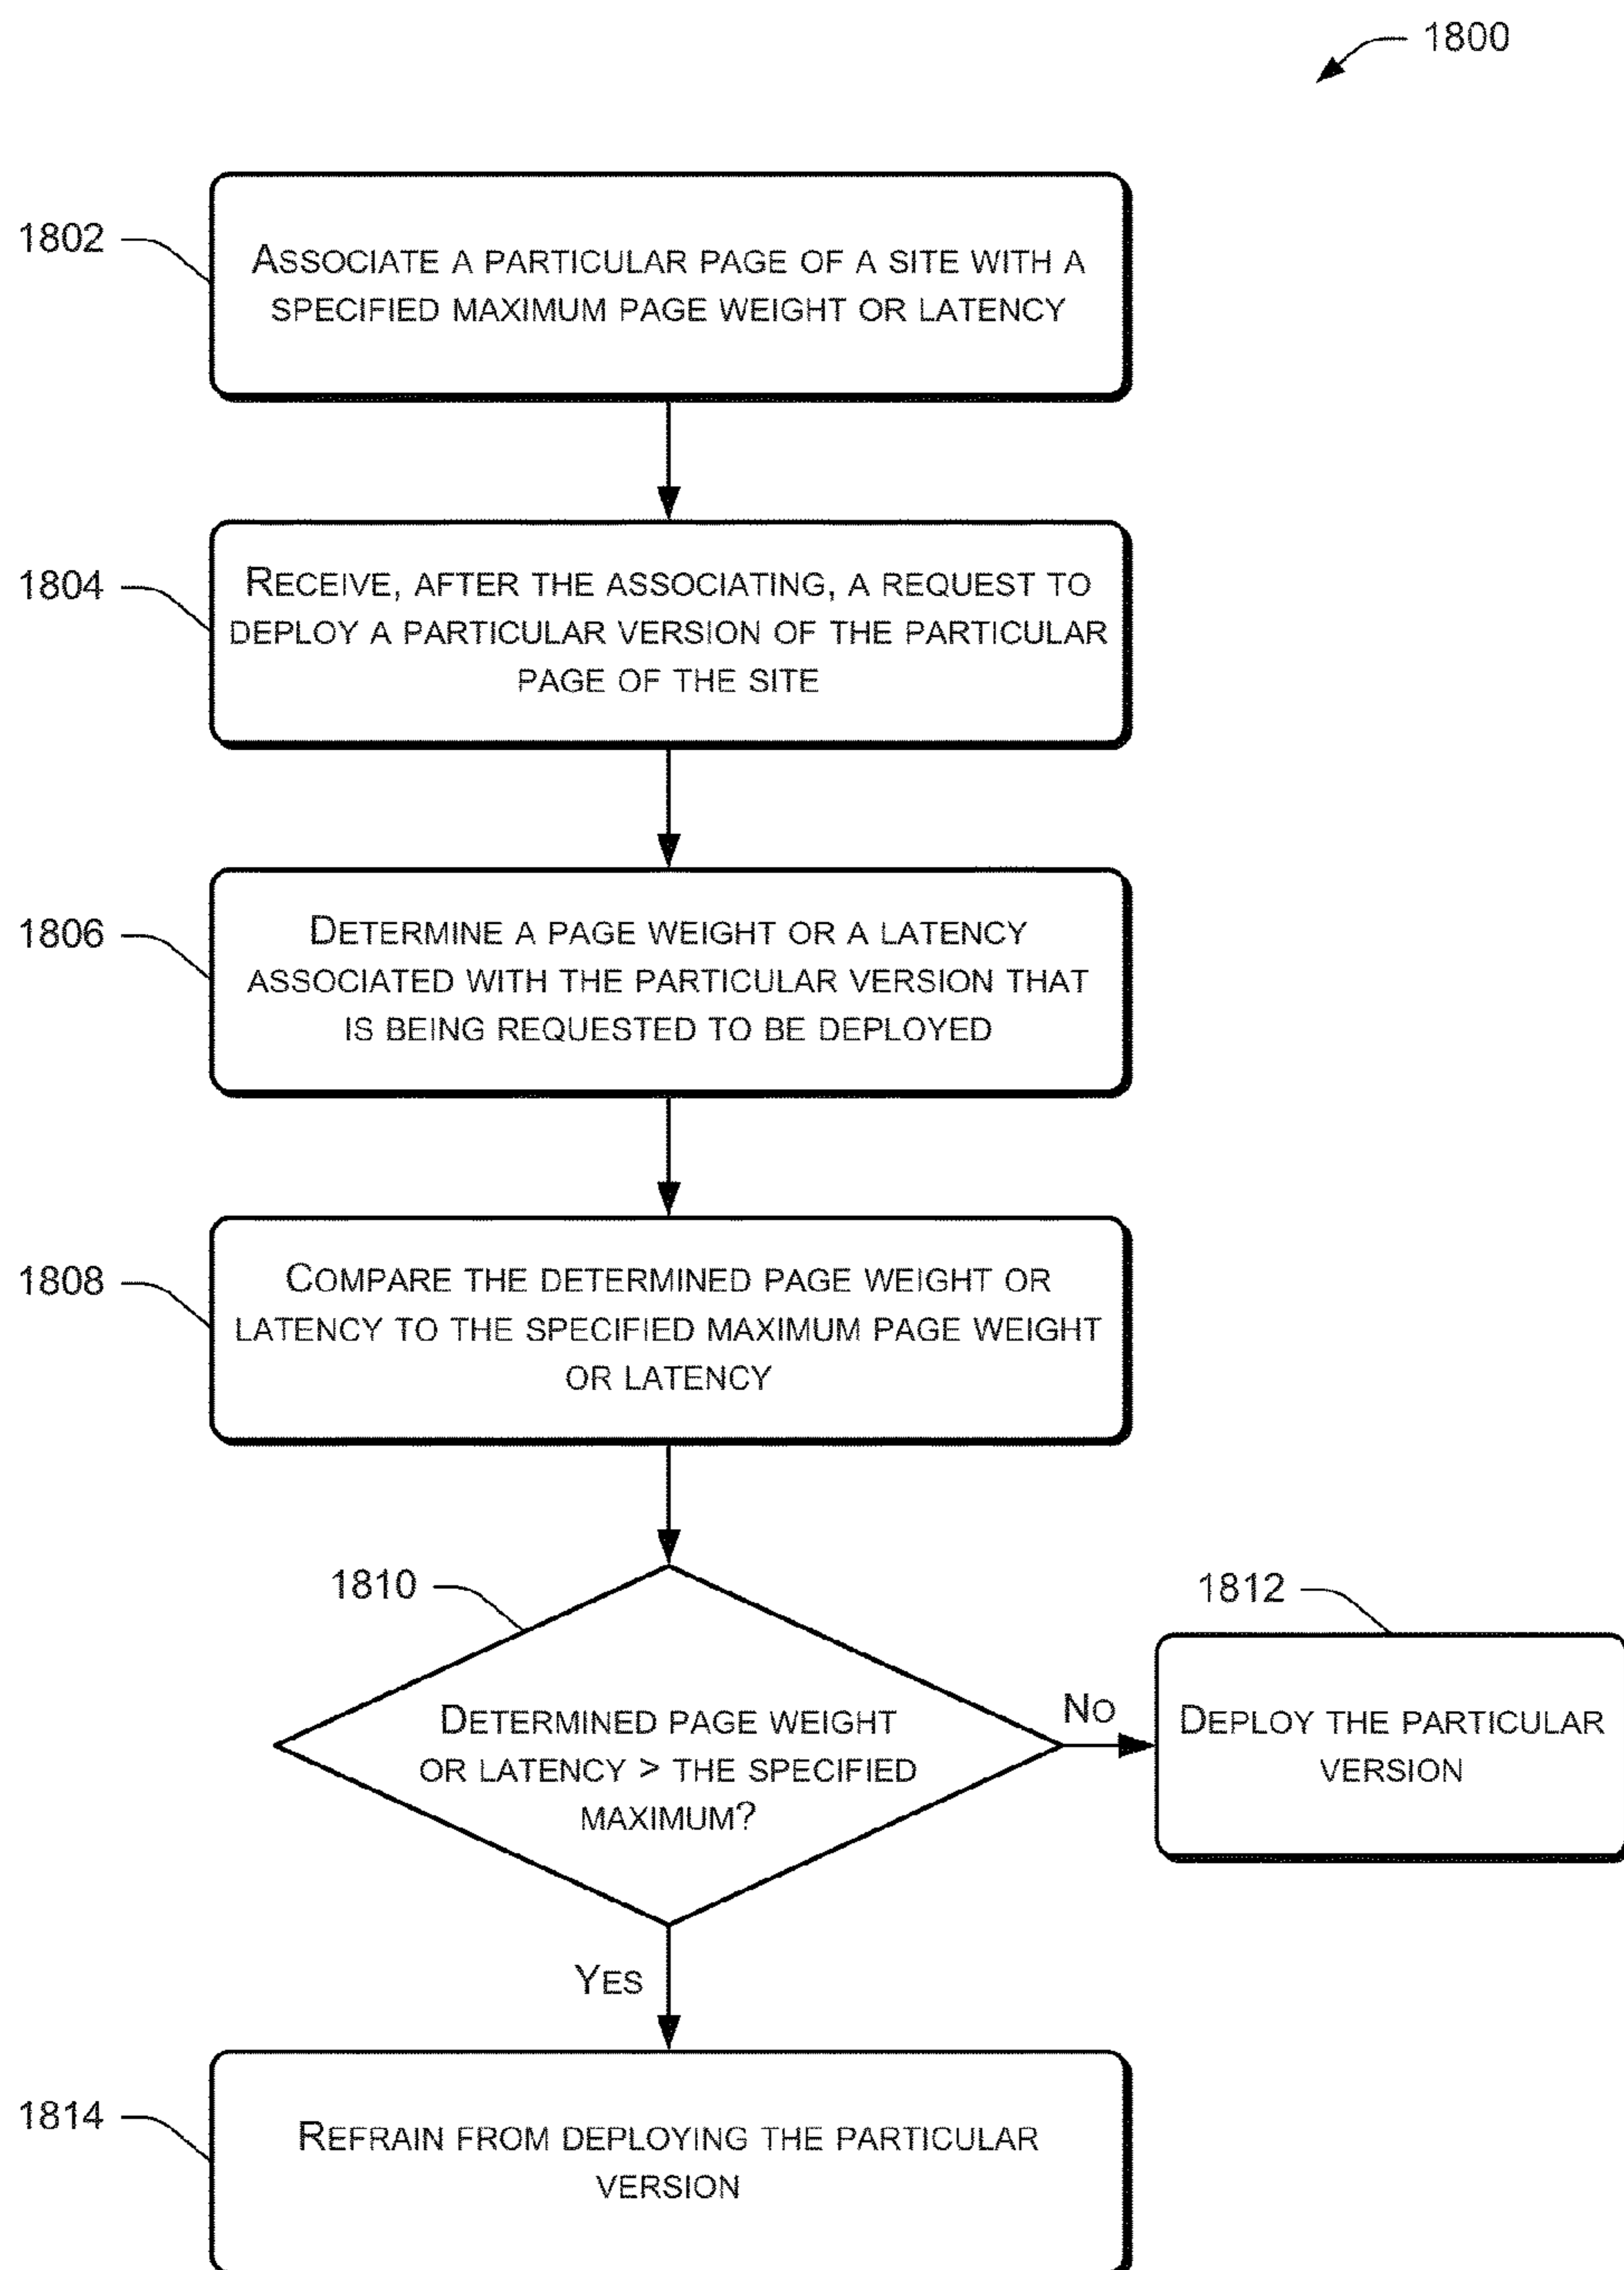 1800
1802
ASSOCIATE A PARTICULAR PAGE OF A SITE WITH A
SPECIFIED MAXIMUM PAGE WEIGHT OR LATENCY
1804
RECEIVE, AFTER THE ASSOCIATING, A REQUEST TO
DEPLOY A PARTICULAR VERSION OF THE PARTICULAR
PAGE OF THE SITE
1806
DETERMINE A PAGE WEIGHT OR A LATENCY
ASSOCIATED WITH THE PARTICULAR VERSION THAT
IS BEING REQUESTED TO BE DEPLOYED
1808
COMPARE THE DETERMINED PAGE WEIGHT OR
LATENCY TO THE SPECIFIED MAXIMUM PAGE WEIGHT
OR LATENCY
1810
DETERMINED PAGE WEIGHT
OR LATENCY > THE SPECIFIED
MAXIMUM?
NO
1812
DEPLOY THE PARTICULAR
VERSION
YES
1814
REFRAIN FROM DEPLOYING THE PARTICULAR
VERSION